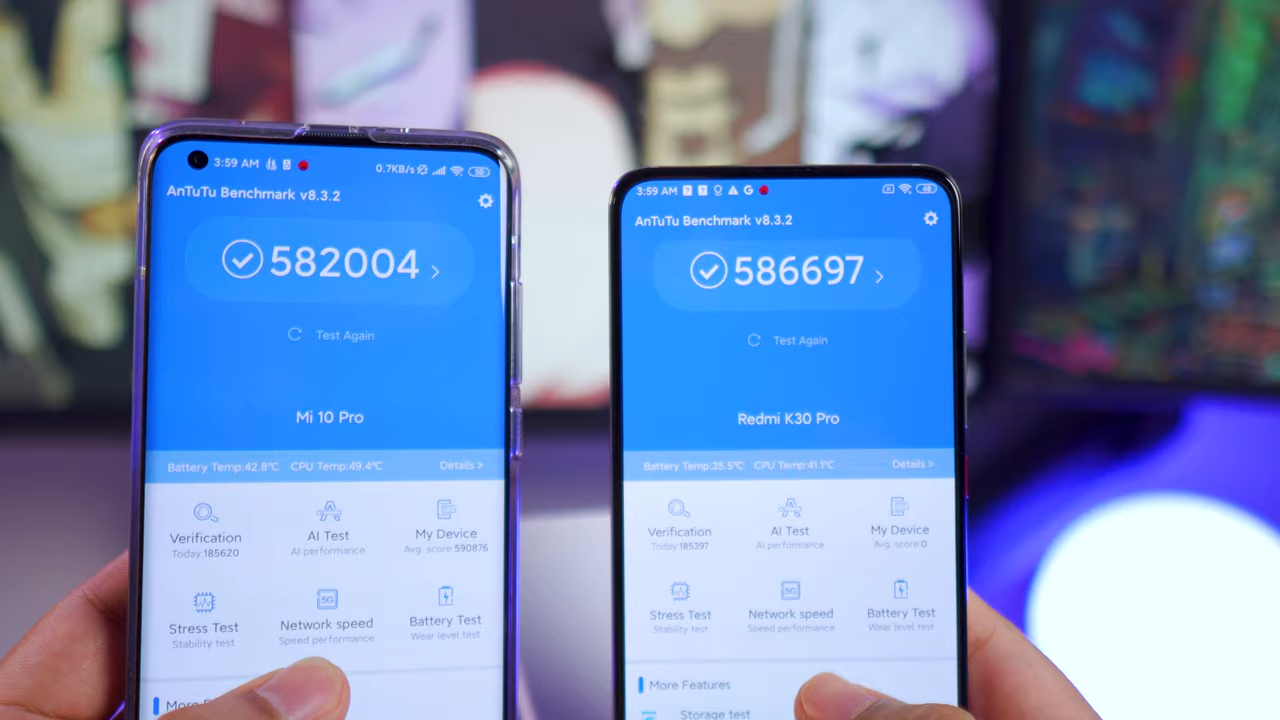 3:59 AM
0.7KB/s
AnTuTu Benchmark v8.3.2
582004
Test Again
Mi 10 Pro
Battery Temp:42.8℃ CPU Temp:49.4℃ Details >
Verification
Today:185620
AI Test
AI performance
My Device
Avg. score:590876
Stress Test
Stability test
Network speed
Speed performance
5G
Battery Test
Wear level test
More
3:59 AM
48
AnTuTu Benchmark v8.3.2
586697
Test Again
Redmi K30 Pro
Battery Temp:35.5℃ CPU Temp:41.1℃ Details >
Verification
Today:185397
AI Test
AI performance
My Device
Avg. score:0
Stress Test
Stability test
5G
Network speed
Speed performance
Battery Test
Wear level test
More Features
Storage test